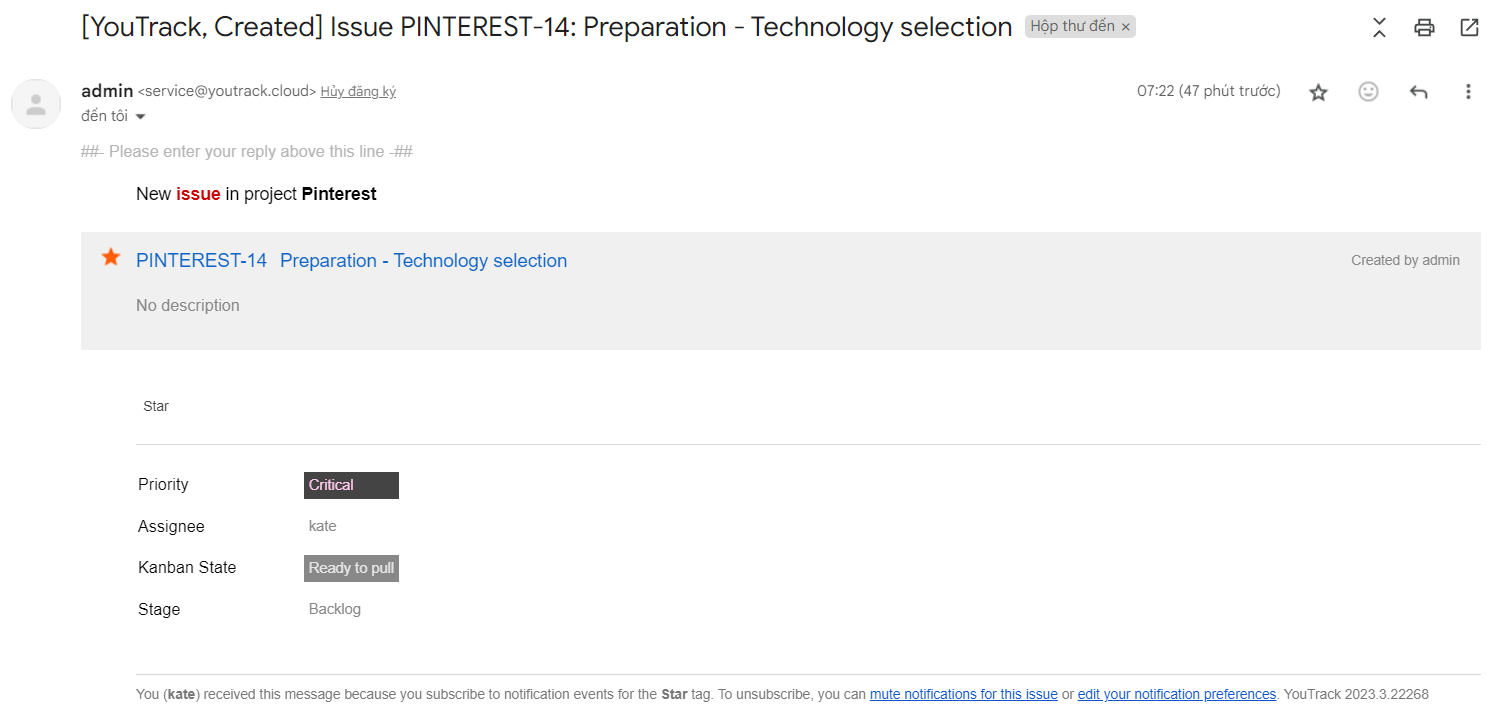 [YouTrack, Created] Issue PINTEREST-14: Preparation - Technology selection Hộp thư đến ×
admin <service@youtrack.cloud> Hủy đăng ký 07:22 (47 phút trước)
đến tôi
##- Please enter your reply above this line -##
New issue in project Pinterest
PINTEREST-14 Preparation - Technology selection Created by admin
No description
Star
Priority Critical
Assignee kate
Kanban State Ready to pull
Stage Backlog
You (kate) received this message because you subscribe to notification events for the Star tag. To unsubscribe, you can mute notifications for this issue or edit your notification preferences. YouTrack 2023.3.22268